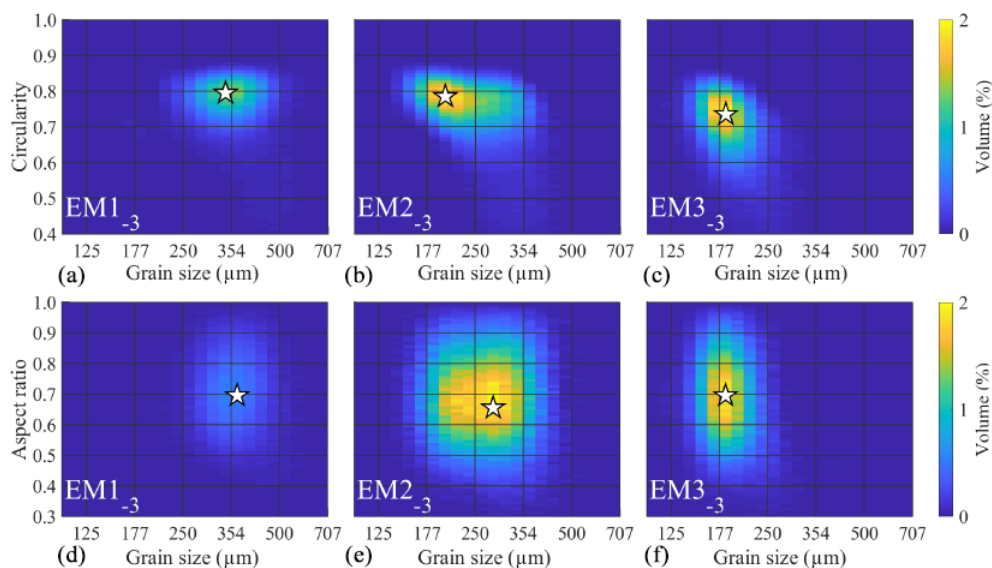 1.0
0.9
0.8
0.7
0.6
0.5
0.4
Circularity
EM1-3
EM2-3
EM3-3
2
1
0
Volume (%)
125 177 250 354 500 707
125 177 250 354 500 707
125 177 250 354 500 707
(a) Grain size (µm)
(b) Grain size (µm)
(c) Grain size (µm)
1.0
0.9
0.8
0.7
0.6
0.5
0.4
0.3
Aspect ratio
EM1-3
EM2-3
EM3-3
2
1
0
Volume (%)
125 177 250 354 500 707
125 177 250 354 500 707
125 177 250 354 500 707
(d) Grain size (µm)
(e) Grain size (µm)
(f) Grain size (µm)